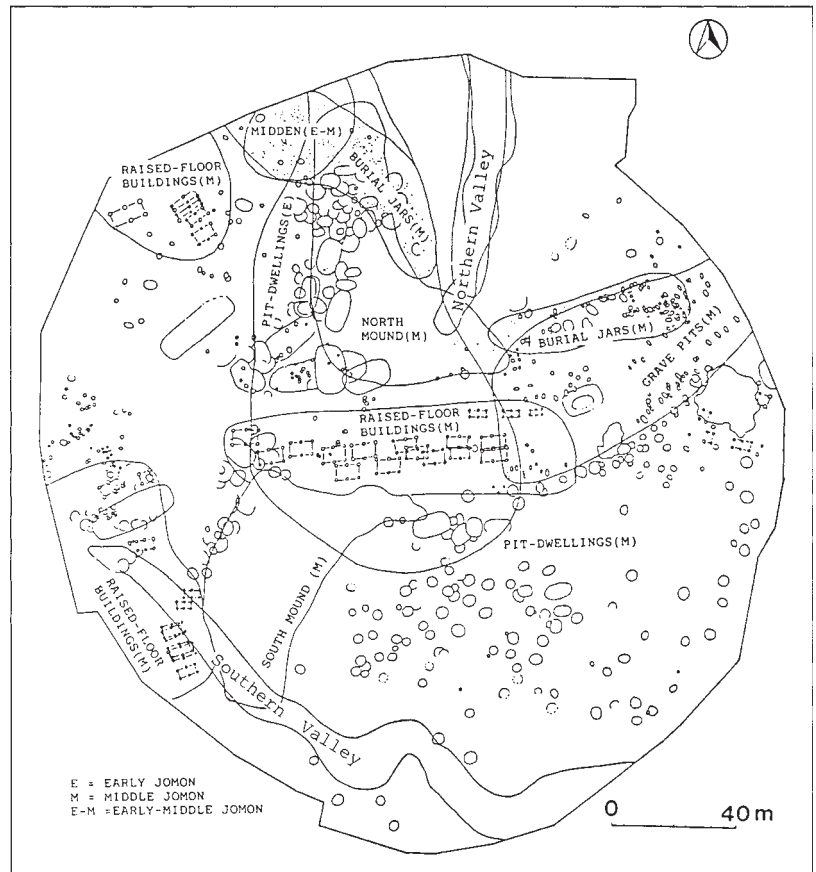 MIDDEN(E-M)
RAISED-FLOOR
BUILDINGS(M)
BURIAL JARS(M)
Northern Valley
PIT-DWELLINGS(E)
NORTH
MOUND(M)
BURIAL JARS(M)
GRAVE PITS(M)
RAISED-FLOOR
BUILDINGS(M)
PIT-DWELLINGS(M)
SOUTH MOUND (M)
RAISED-FLOOR
BUILDINGS(M)
Southern Valley
E = EARLY JOMON
M = MIDDLE JOMON
E-M =EARLY-MIDDLE JOMON
0 40 m